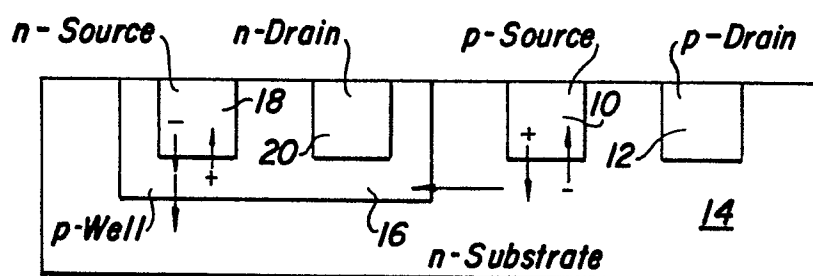 n-Source n-Drain p-Source p-Drain
18 20 10 12
- + + -
p-Well 16 14
n-Substrate